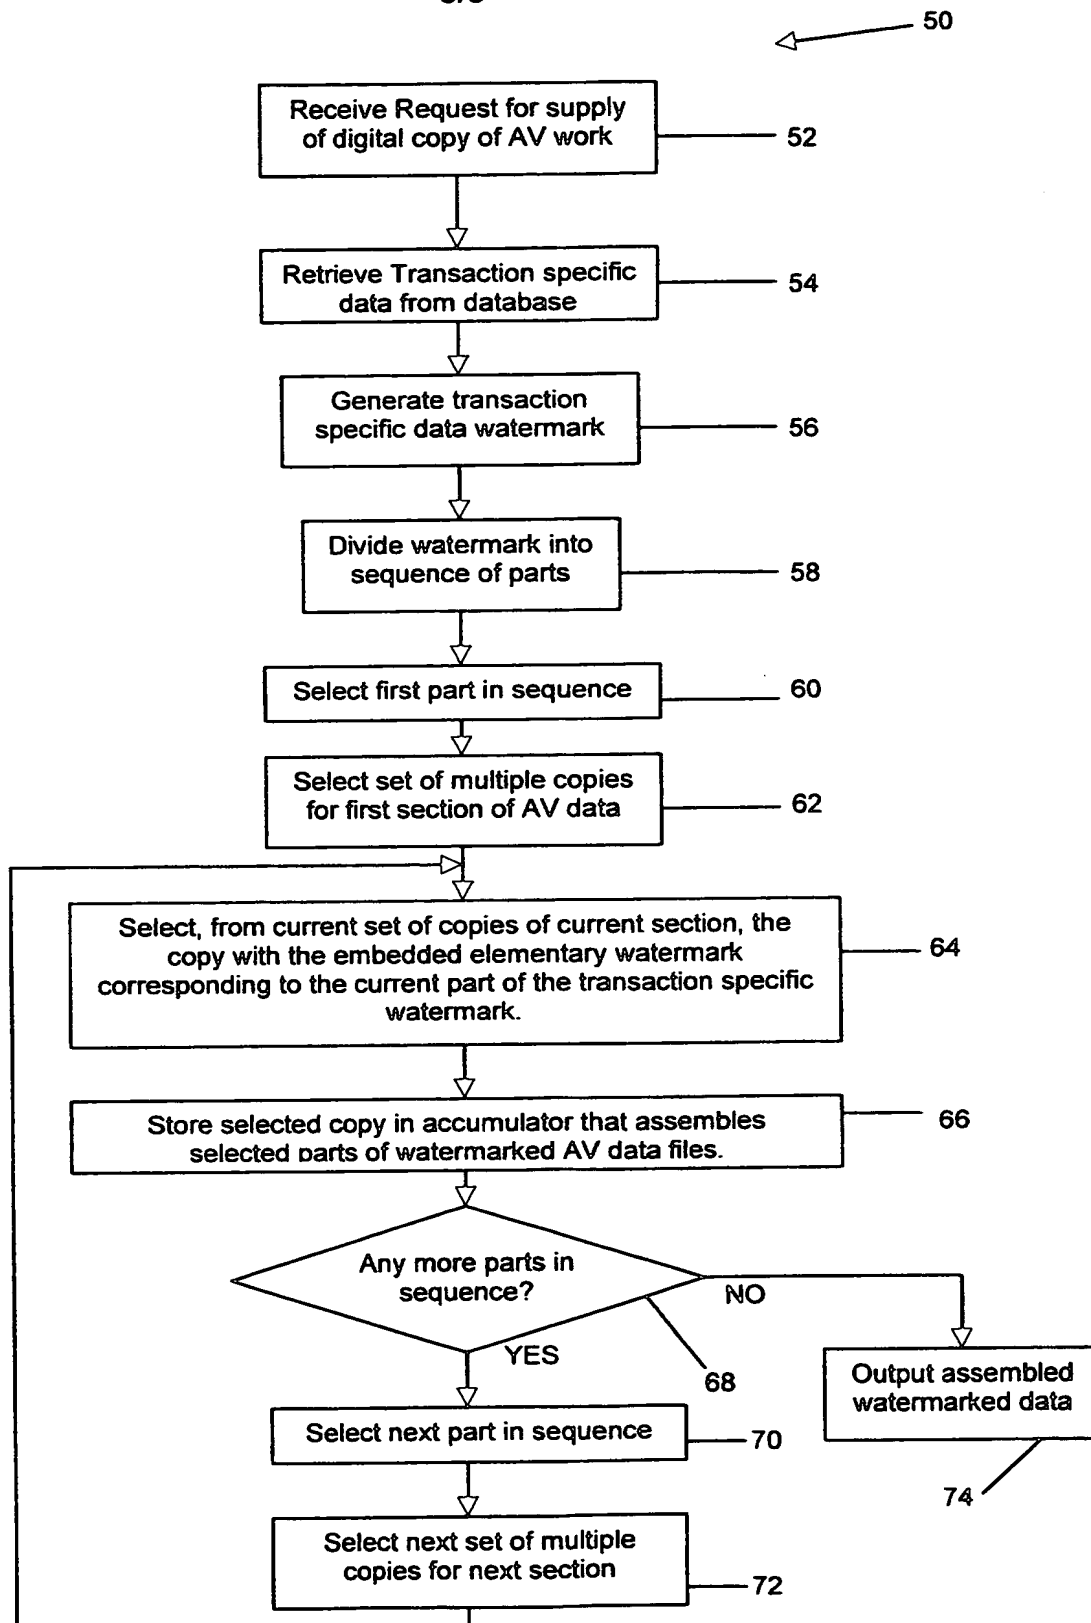 50
Receive Request for supply
of digital copy of AV work
52
Retrieve Transaction specific
data from database
54
Generate transaction
specific data watermark
56
Divide watermark into
sequence of parts
58
Select first part in sequence
60
Select set of multiple copies
for first section of AV data
62
Select, from current set of copies of current section, the
copy with the embedded elementary watermark
corresponding to the current part of the transaction specific
watermark.
64
Store selected copy in accumulator that assembles
selected parts of watermarked AV data files.
66
Any more parts in
sequence?
NO
YES
68
Output assembled
watermarked data
74
Select next part in sequence
70
Select next set of multiple
copies for next section
72